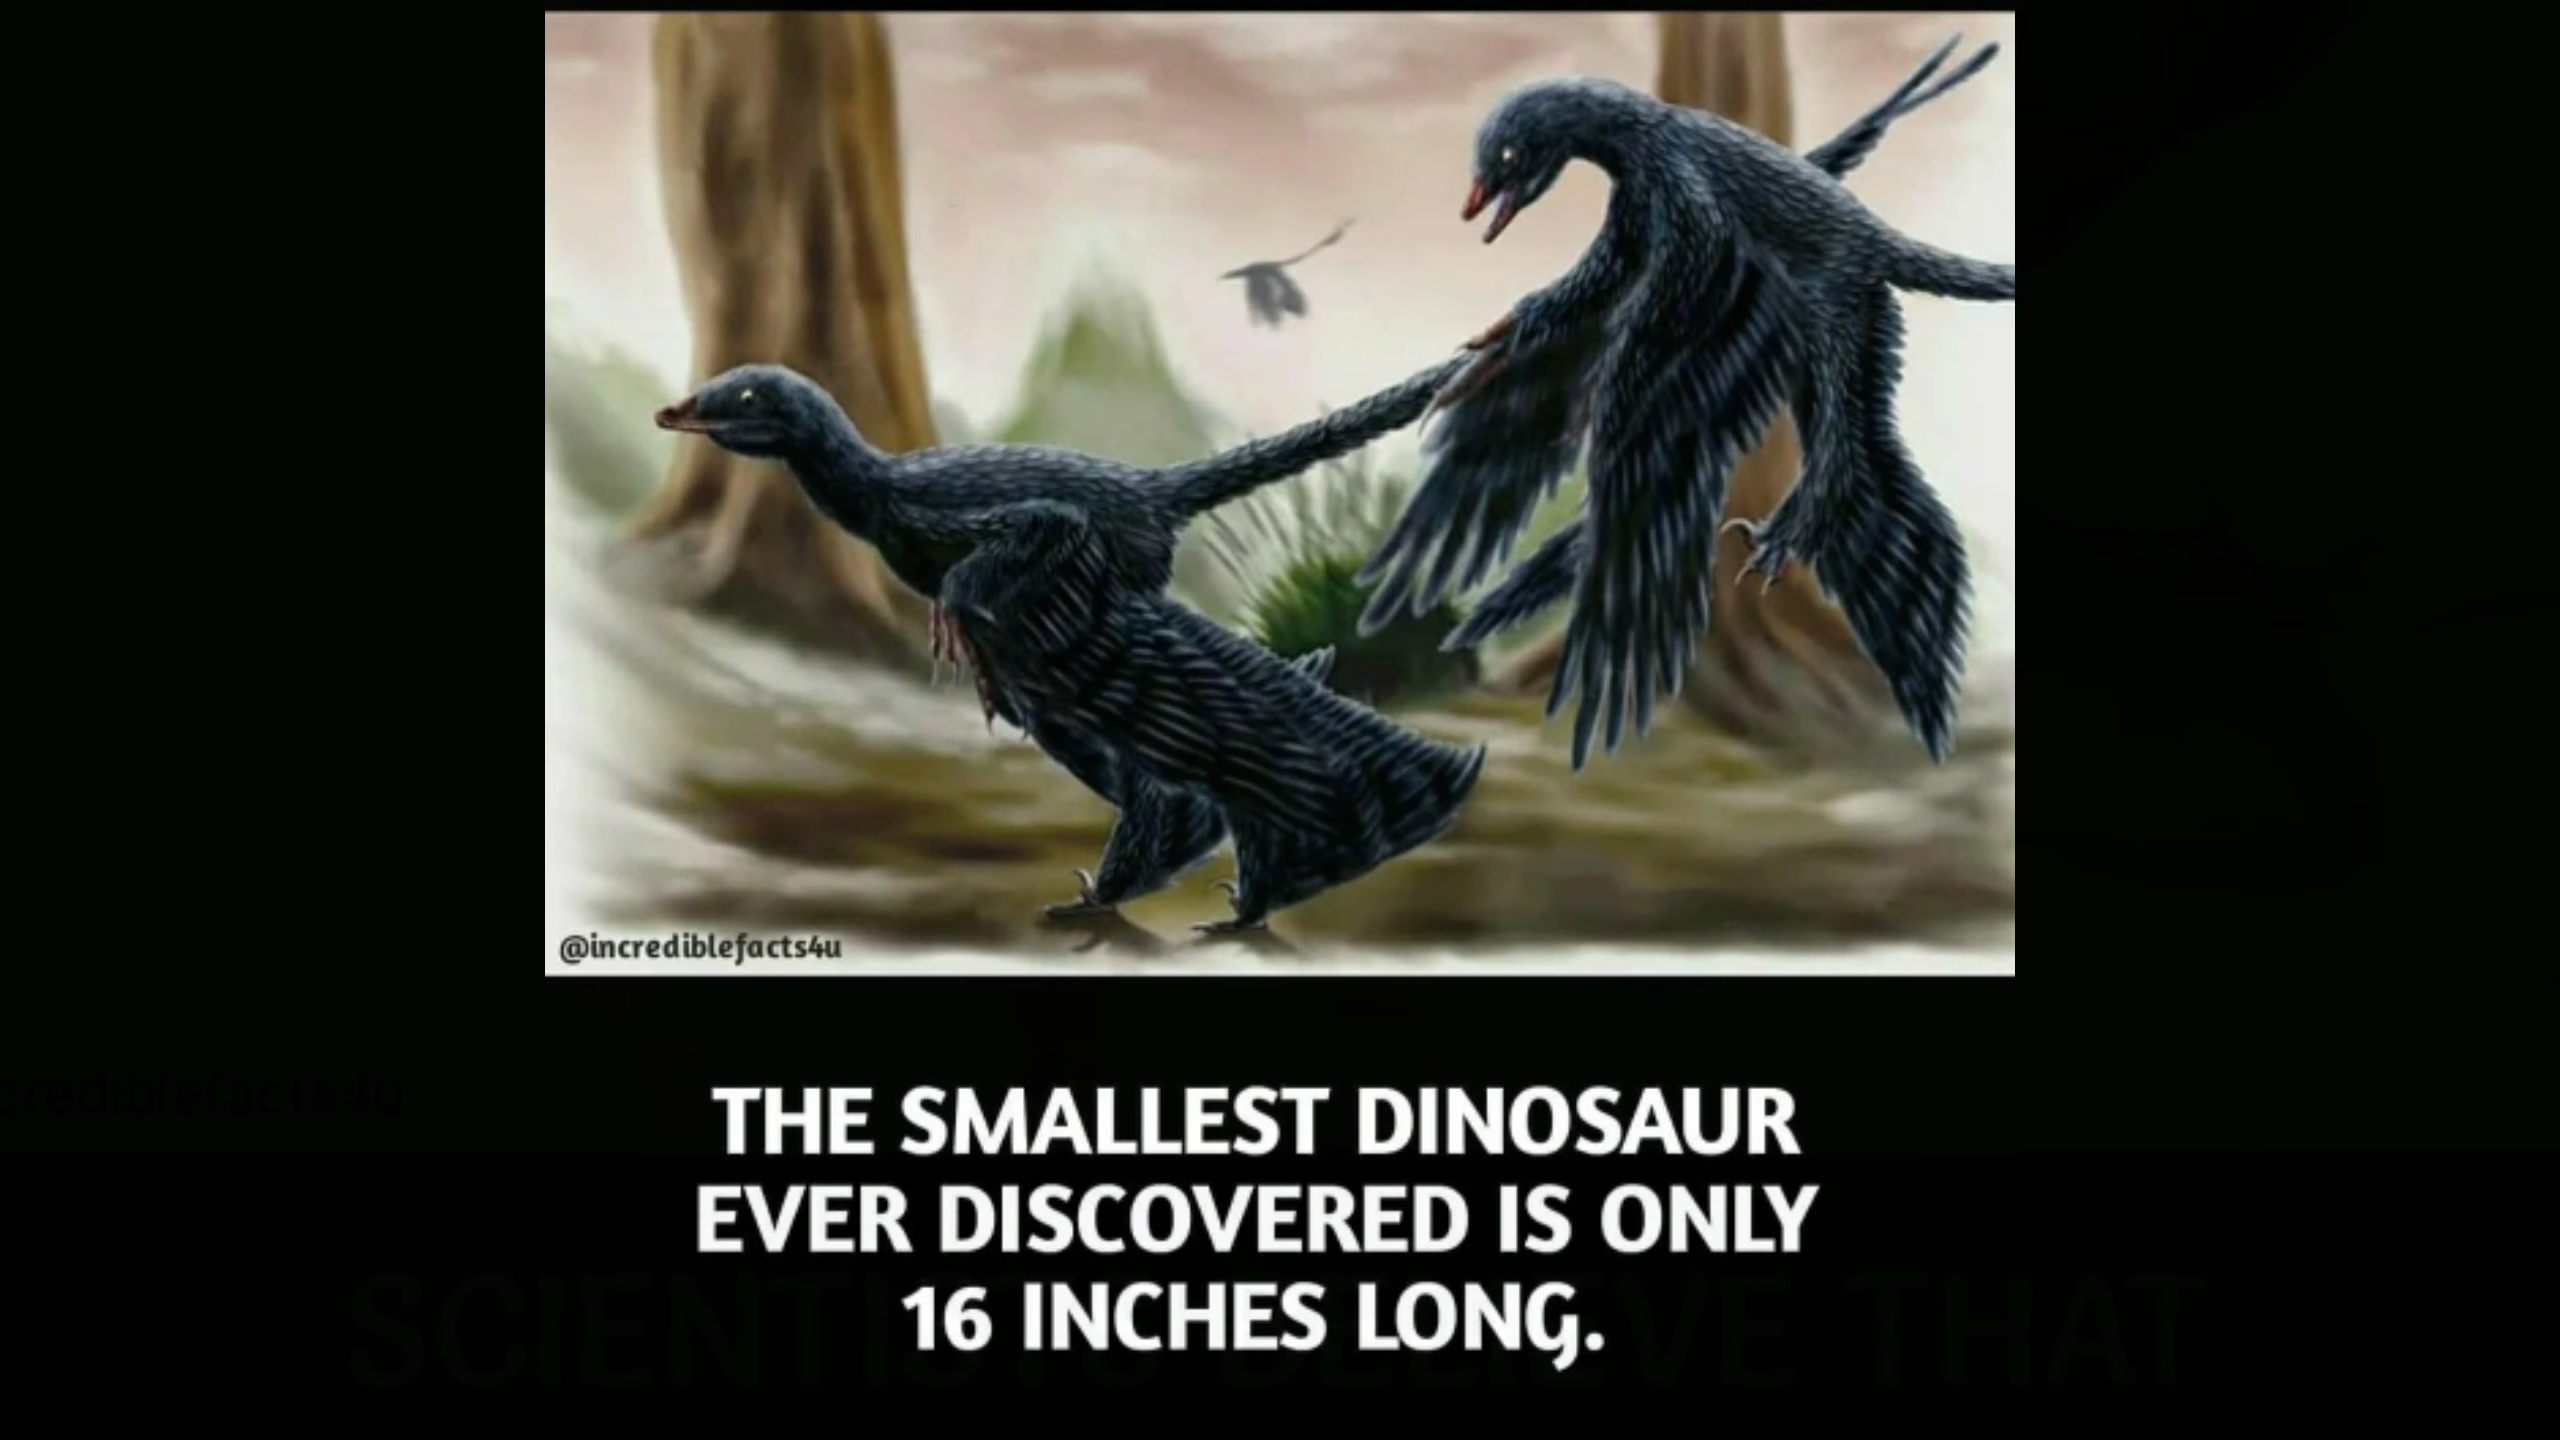 @incrediblefacts4u
THE SMALLEST DINOSAUR
EVER DISCOVERED IS ONLY
16 INCHES LONG.